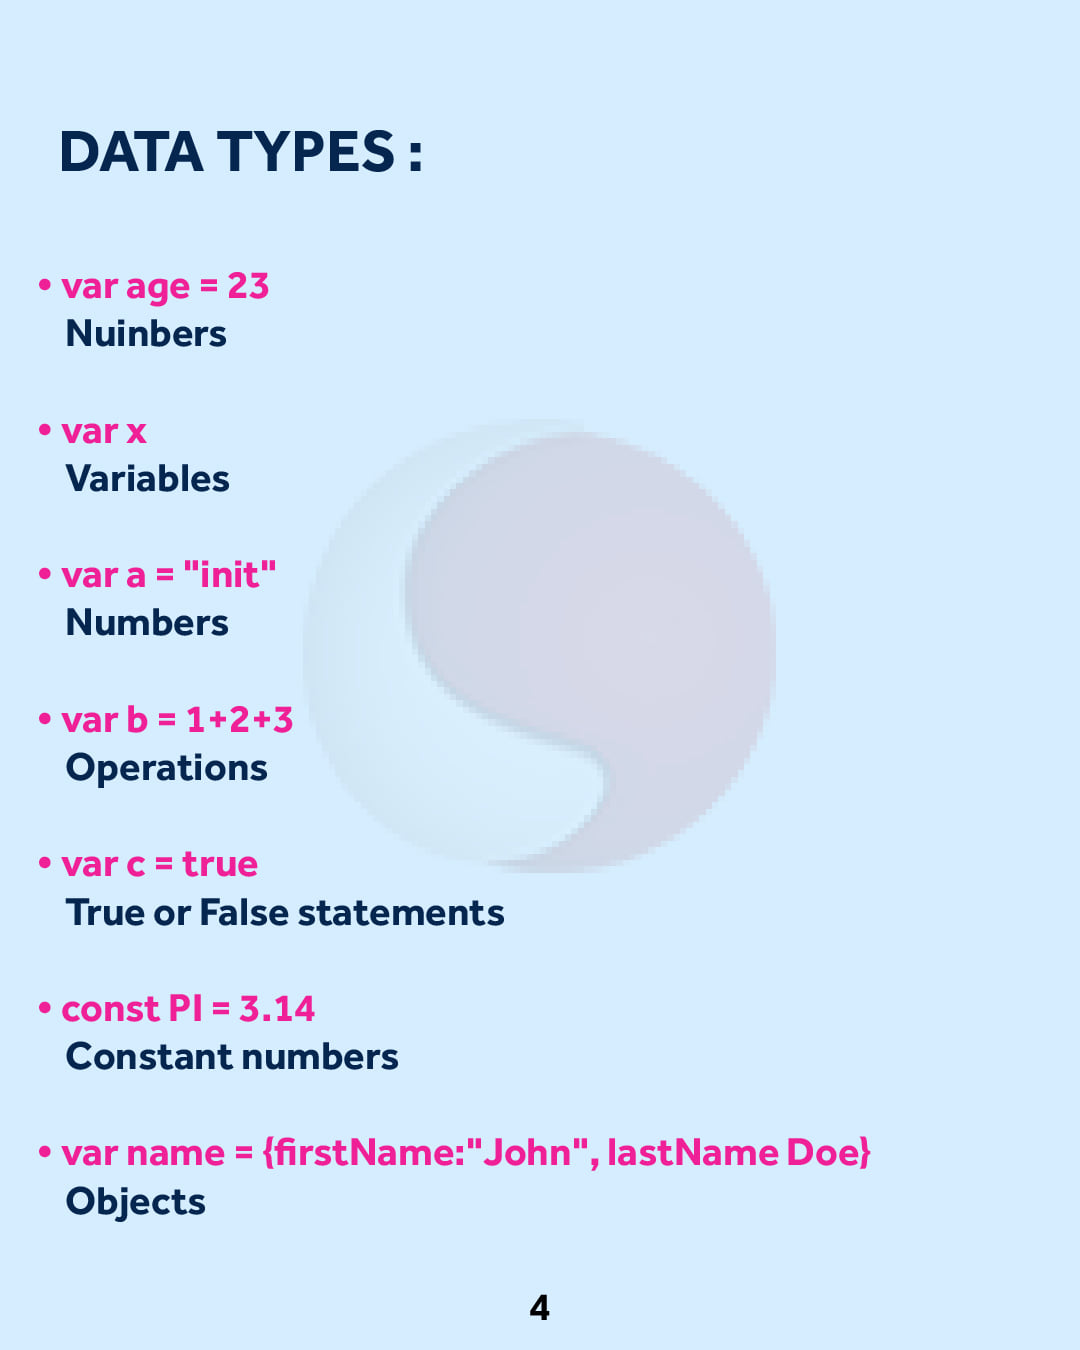 DATA TYPES :
• var age = 23
Nuinbers
• var x
Variables
• var a = "init"
Numbers
• var b = 1+2+3
Operations
• var c = true
True or False statements
• const PI = 3.14
Constant numbers
• var name = {firstName:"John", lastName Doe}
Objects
4